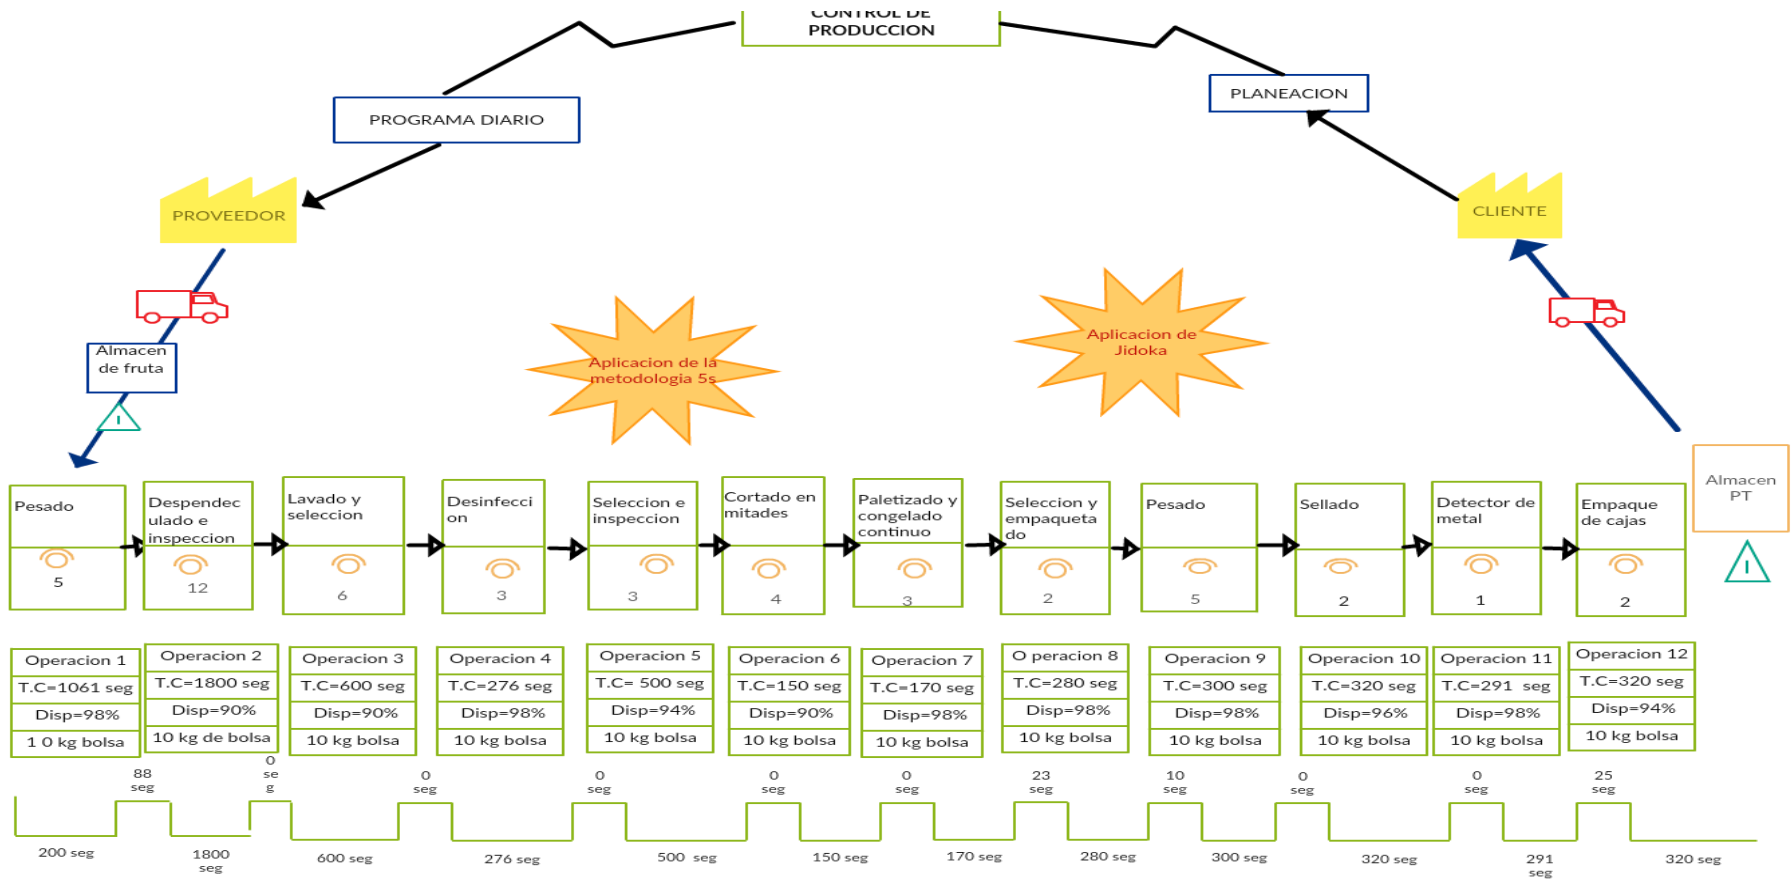 CONTROL DE
PRODUCCION
PLANEACION
PROGRAMA DIARIO
PROVEEDOR
CLIENTE
Almacen
de fruta
I
Aplicacion de la
metodologia 5s
Aplicacion de
Jidoka
Pesado
5
Despendec
ulado e
inspeccion
12
Lavado y
seleccion
6
Desinfecci
on
3
Seleccion e
inspeccion
3
Cortado en
mitades
4
Paletizado y
congelado
continuo
3
Seleccion y
empaqueta
do
2
Pesado
5
Sellado
2
Detector de
metal
1
Empaque
de cajas
2
Almacen
PT
I
Operacion 1
T.C=1061 seg
Disp=98%
1 0 kg bolsa
Operacion 2
T.C=1800 seg
Disp=90%
10 kg de bolsa
Operacion 3
T.C=600 seg
Disp=90%
10 kg bolsa
Operacion 4
T.C=276 seg
Disp=98%
10 kg bolsa
Operacion 5
T.C= 500 seg
Disp=94%
10 kg bolsa
Operacion 6
T.C=150 seg
Disp=90%
10 kg bolsa
Operacion 7
T.C=170 seg
Disp=98%
10 kg bolsa
O peracion 8
T.C=280 seg
Disp=98%
10 kg bolsa
Operacion 9
T.C=300 seg
Disp=98%
10 kg bolsa
Operacion 10
T.C=320 seg
Disp=96%
10 kg bolsa
Operacion 11
T.C=291 seg
Disp=98%
10 kg bolsa
Operacion 12
T.C=320 seg
Disp=94%
10 kg bolsa
88
seg
0
se
g
0
seg
0
seg
0
seg
0
seg
23
seg
10
seg
0
seg
0
seg
25
seg
200 seg
1800
seg
600 seg
276 seg
500 seg
150 seg
170 seg
280 seg
300 seg
320 seg
291
seg
320 seg